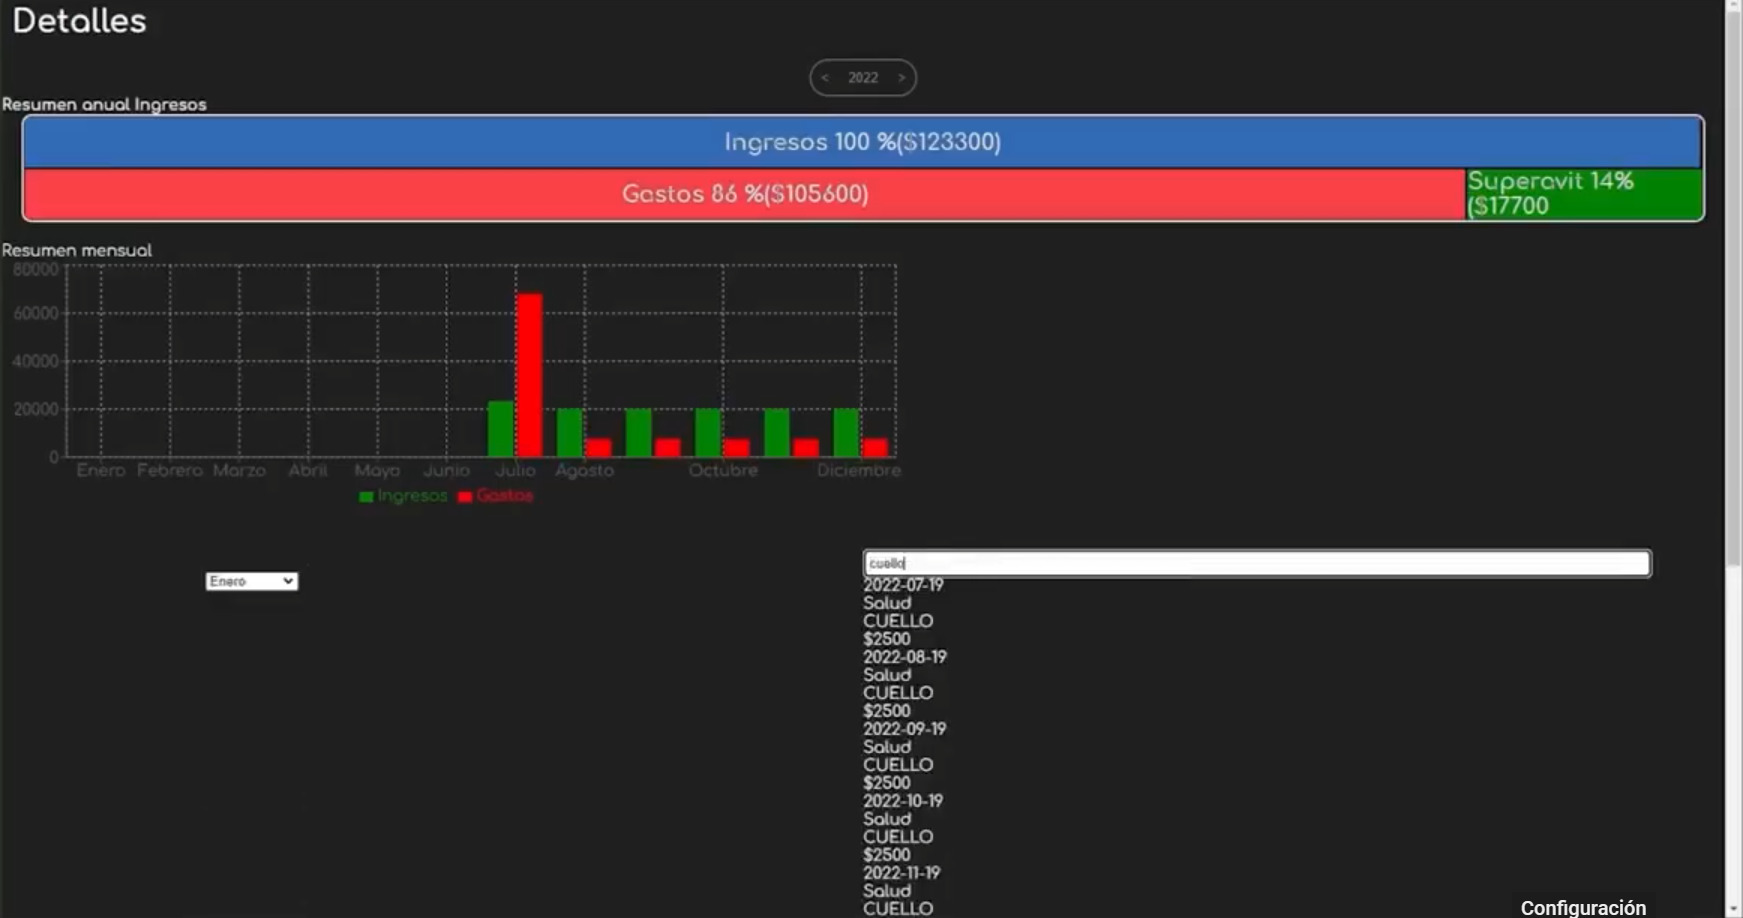 Detalles
< 2022 >
Resumen anual Ingresos
Ingresos 100 %($123300)
Gastos 86 %($105600)
Superavit 14%
($17700
Resumen mensual
80000
60000
40000
20000
0
Enero Febrero Marzo Abril Mayo Junio Julio Agosto Octubre Diciembre
Ingresos Gastos
Enero
cuello
2022-07-19
Salud
CUELLO
$2500
2022-08-19
Salud
CUELLO
$2500
2022-09-19
Salud
CUELLO
$2500
2022-10-19
Salud
CUELLO
$2500
2022-11-19
Salud
CUELLO
Configuración